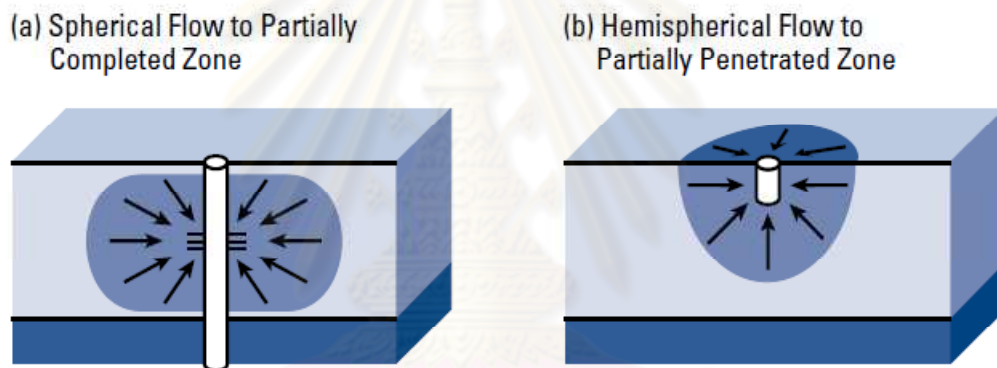 (a) Spherical Flow to Partially
Completed Zone
(b) Hemispherical Flow to
Partially Penetrated Zone